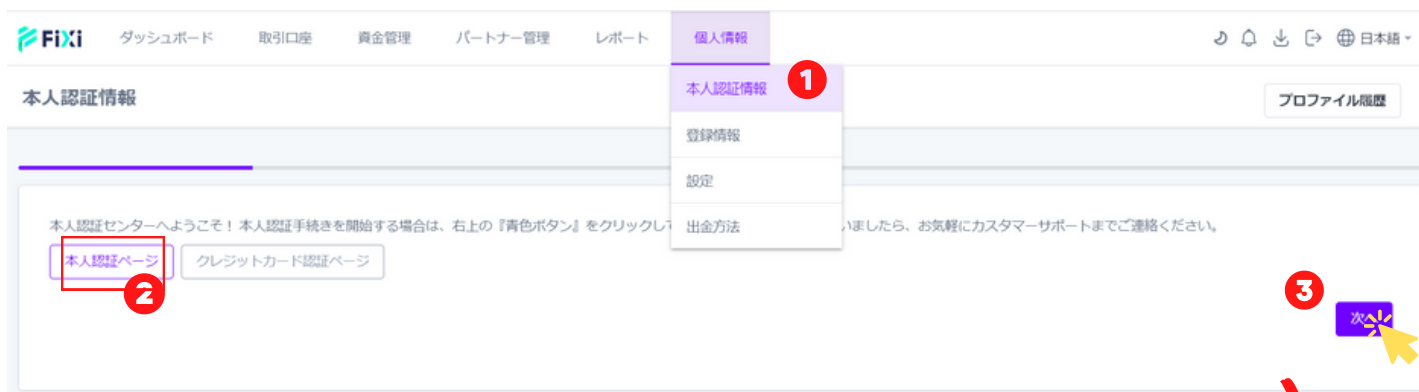 FiXi ダッシュボード 取引口座 資金管理 パートナー管理 レポート 個人情報 日本語
本人認証情報 1
本人認証情報 プロファイル履歴
登録情報
設定
本人認証センターへようこそ！ 本人認証手続きを開始する場合は、右上の『青色ボタン』をクリックし いましたら、お気軽にカスタマーサポートまでご連絡ください。
出金方法
本人認証ページ クレジットカード認証ページ
2
3
次へ